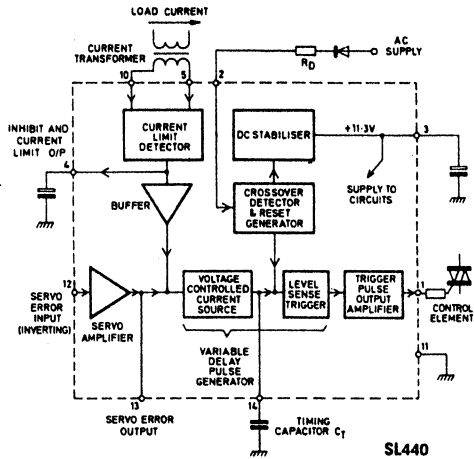 LOAD CURRENT
CURRENT
TRANSFORMER
AC
SUPPLY
RD
10
5
2
CURRENT
LIMIT
DETECTOR
DC STABILISER
+11·3V
3
INHIBIT AND
CURRENT
LIMIT O/P
4
SUPPLY TO
CIRCUITS
BUFFER
CROSSOVER
DETECTOR
& RESET
GENERATOR
12
SERVO
ERROR
INPUT
(INVERTING)
SERVO
AMPLIFIER
VOLTAGE
CONTROLLED
CURRENT
SOURCE
LEVEL
SENSE
TRIGGER
TRIGGER
PULSE
OUTPUT
AMPLIFIER
1
CONTROL
ELEMENT
11
VARIABLE
DELAY
PULSE
GENERATOR
13
14
SERVO ERROR
OUTPUT
TIMING
CAPACITOR CT
SL440